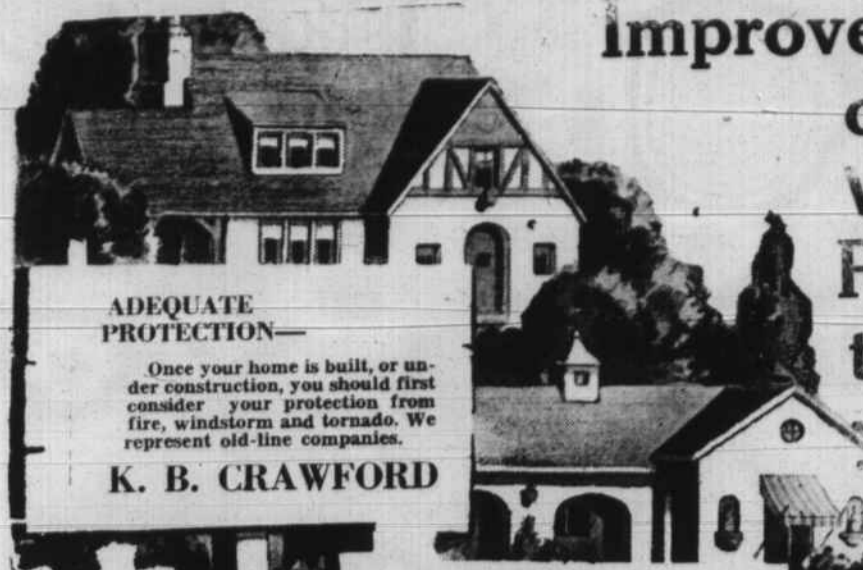 Improve
ADEQUATE
PROTECTION—
Once your home is built, or un-
der construction, you should first
consider your protection from
fire, windstorm and tornado. We
represent old-line companies.
K. B. CRAWFORD